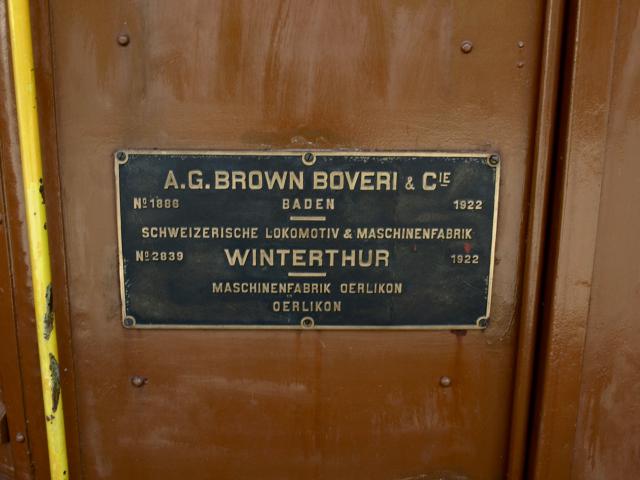 A.G. BROWN BOVERI & CIE
No 1886 BADEN 1922
SCHWEIZERISCHE LOKOMOTIV & MASCHINENFABRIK
No 2839 WINTERTHUR 1922
MASCHINENFABRIK OERLIKON
OERLIKON